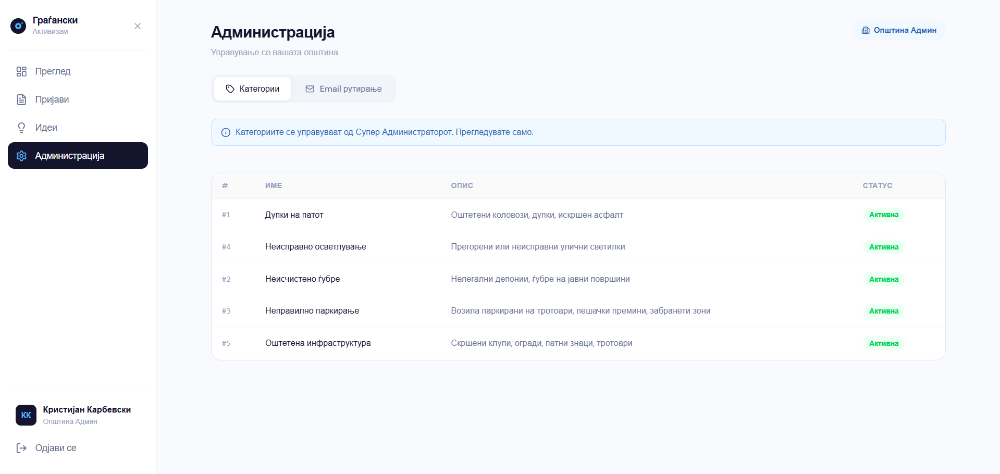 Граѓански
Активизам
Преглед
Пријави
Идеи
Администрација
Кристијан Карбевски
КК
Општина Админ
Одјави се
Администрација
Општина Админ
Управување со вашата општина
Категории
Email рутирање
Категориите се управуваат од Супер Администраторот. Прегледувате само.
# ИМЕ ОПИС СТАТУС
#1 Дупки на патот Оштетени коловози, дупки, искршен асфалт Активна
#4 Неисправно осветлување Прегорени или неисправни улични светилки Активна
#2 Неисчистено ѓубре Нелегални депонии, ѓубре на јавни површини Активна
#3 Неправилно паркирање Возила паркирани на тротоари, пешачки премини, забранети зони Активна
#5 Оштетена инфраструктура Скршени клупи, огради, патни знаци, тротоари Активна